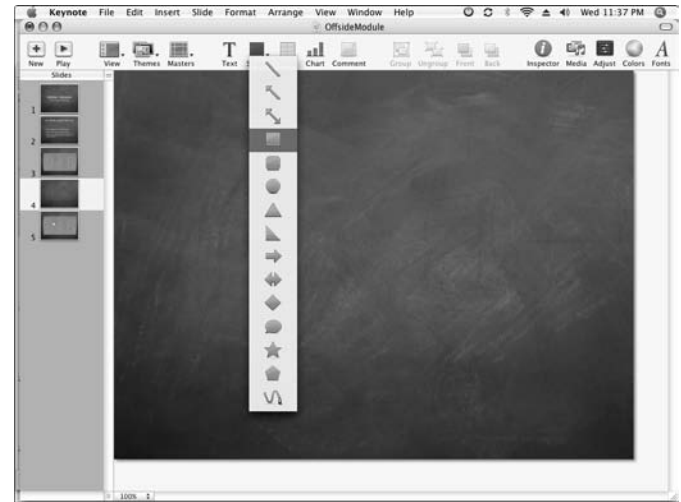 Keynote File Edit Insert Slide Format Arrange View Window Help Wed 11:37 PM
OffsideModule
New Play View Themes Masters Text Chart Comment Group Ungroup Front Back Inspector Media Adjust Colors Fonts
Slides
1
2
3
4
5
100%